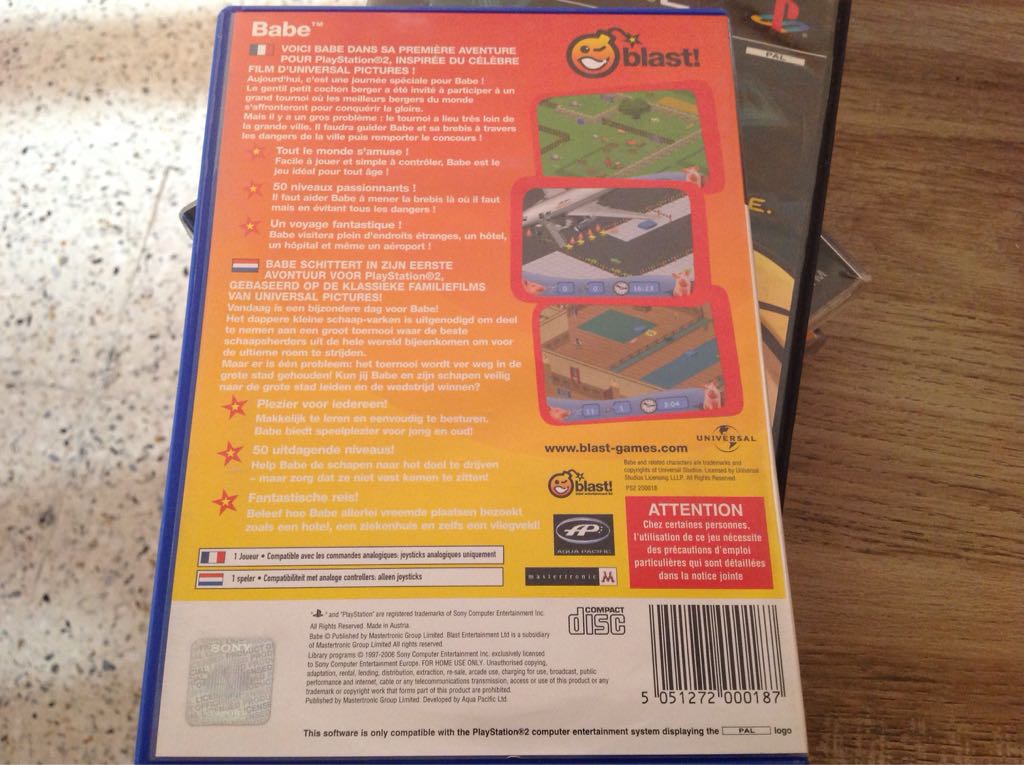 Babe™
VOICI BABE DANS SA PREMIÈRE AVENTURE
POUR PlayStation®2, INSPIRÉE DU CÉLÈBRE
FILM D'UNIVERSAL PICTURES !
Aujourd'hui, c'est une journée spéciale pour Babe !
Le gentil petit cochon berger a été invité à participer à un
grand tournoi où les meilleurs bergers du monde
s'affronteront pour conquérir la gloire.
Mais il y a un gros problème : le tournoi a lieu très loin de
la grande ville. Il faudra guider Babe et sa brebis à travers
les dangers de la ville puis remporter le concours !
Tout le monde s'amuse !
Facile à jouer et simple à contrôler, Babe est le
jeu idéal pour tout âge !
50 niveaux passionnants !
Il faut aider Babe à mener la brebis là où il faut
mais en évitant tous les dangers !
Un voyage fantastique !
Babe visitera plein d'endroits étranges, un hôtel,
un hôpital et même un aéroport !
BABE SCHITTERT IN ZIJN EERSTE
AVONTUUR VOOR PlayStation®2,
GEBASEERD OP DE KLASSIEKE FAMILIEFILMS
VAN UNIVERSAL PICTURES!
Vandaag is een bijzondere dag voor Babe!
Het dappere kleine schaap-varken is uitgenodigd om deel
te nemen aan een groot toernooi waar de beste
schaapsherders uit de hele wereld bijeenkomen om voor
de ultieme roem te strijden.
Maar er is één probleem: het toernooi wordt ver weg in de
grote stad gehouden! Kun jij Babe en zijn schapen veilig
naar de grote stad leiden en de wedstrijd winnen?
Plezier voor iedereen!
Makkelijk te leren en eenvoudig te besturen.
Babe biedt speelplezier voor jong en oud!
50 uitdagende niveaus!
Help Babe de schapen naar het doel te drijven
– maar zorg dat ze niet vast komen te zitten!
Fantastische reis!
Beleef hoe Babe allerlei vreemde plaatsen bezoekt
zoals een hotel, een ziekenhuis en zelfs een vliegveld!
1 Joueur • Compatible avec les commandes analogiques: joysticks analogiques uniquement
1 speler • Compatibiliteit met analoge controllers: alleen joysticks
blast!
0 0 16:23
11 1 3:04
www.blast-games.com
UNIVERSAL
Babe and related characters are trademarks and
copyrights of Universal Studios. Licensed by Universal
Studios Licensing LLLP. All Rights Reserved.
PS2 200618
blast!
AP
AQUA PACIFIC
mastertronic M
ATTENTION
Chez certaines personnes,
l'utilisation de ce jeu nécessite
des précautions d'emploi
particulières qui sont détaillées
dans la notice jointe
SONY
"PS" and "PlayStation" are registered trademarks of Sony Computer Entertainment Inc.
All Rights Reserved. Made in Austria.
Babe © Published by Mastertronic Group Limited. Blast Entertainment Ltd is a subsidiary
of Mastertronic Group Limited All rights reserved.
Library programs © 1997-2006 Sony Computer Entertainment Inc. exclusively licensed
to Sony Computer Entertainment Europe. FOR HOME USE ONLY. Unauthorised copying,
adaptation, rental, lending, distribution, extraction, re-sale, arcade use, charging for use, broadcast, public
performance and internet, cable or any telecommunications transmission, access or use of this product or any
trademark or copyright work that forms part of this product are prohibited.
Published by Mastertronic Group Limited. Developed by Aqua Pacific Ltd.
COMPACT
disc
5 051272 000187
This software is only compatible with the PlayStation®2 computer entertainment system displaying the PAL logo
PAL
E.